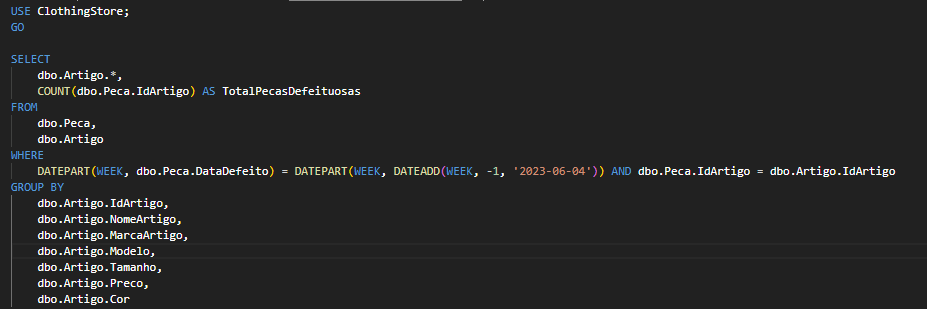 USE ClothingStore;
GO
SELECT
dbo.Artigo.*,
COUNT(dbo.Peca.IdArtigo) AS TotalPecasDefeituosas
FROM
dbo.Peca,
dbo.Artigo
WHERE
DATEPART(WEEK, dbo.Peca.DataDefeito) = DATEPART(WEEK, DATEADD(WEEK, -1, '2023-06-04')) AND dbo.Peca.IdArtigo = dbo.Artigo.IdArtigo
GROUP BY
dbo.Artigo.IdArtigo,
dbo.Artigo.NomeArtigo,
dbo.Artigo.MarcaArtigo,
dbo.Artigo.Modelo,
dbo.Artigo.Tamanho,
dbo.Artigo.Preco,
dbo.Artigo.Cor